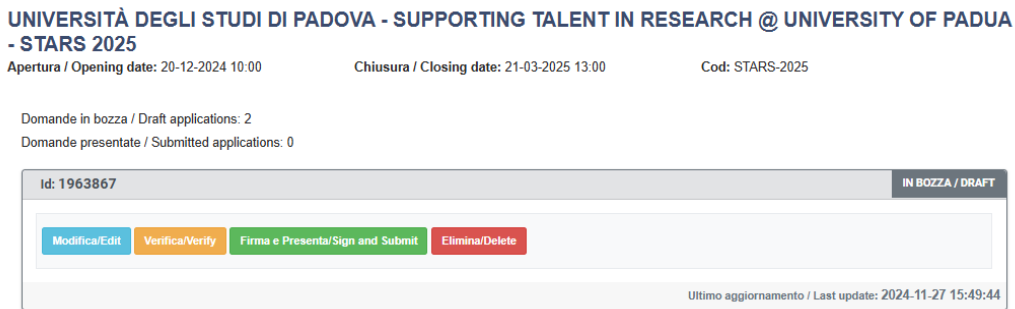 UNIVERSITÀ DEGLI STUDI DI PADOVA - SUPPORTING TALENT IN RESEARCH @ UNIVERSITY OF PADUA
- STARS 2025
Apertura / Opening date: 20-12-2024 10:00 Chiusura / Closing date: 21-03-2025 13:00 Cod: STARS-2025
Domande in bozza / Draft applications: 2
Domande presentate / Submitted applications: 0
Id: 1963867 IN BOZZA / DRAFT
Modifica/Edit Verifica/Verify Firma e Presenta/Sign and Submit Elimina/Delete
Ultimo aggiornamento / Last update: 2024-11-27 15:49:44